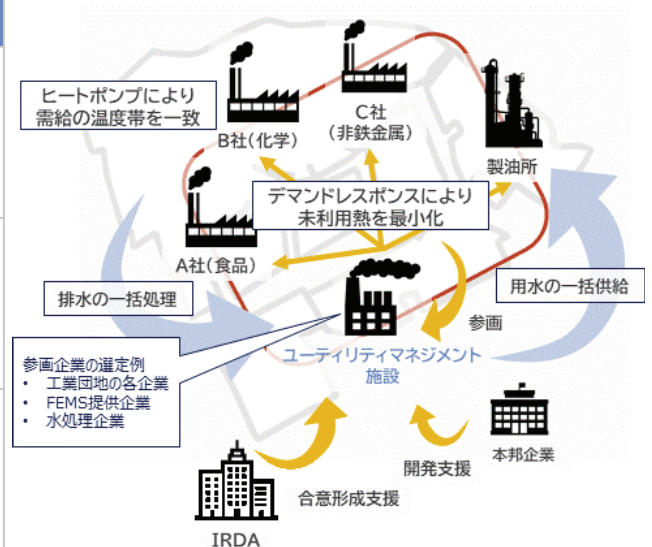 ヒートポンプにより
需給の温度帯を一致
B社(化学)
C社
(非鉄金属)
製油所
デマンドレスポンスにより
未利用熱を最小化
A社(食品)
排水の一括処理
用水の一括供給
参画
ユーティリティマネジメント
施設
参画企業の選定例
• 工業団地の各企業
• FEMS提供企業
• 水処理企業
本邦企業
開発支援
合意形成支援
IRDA